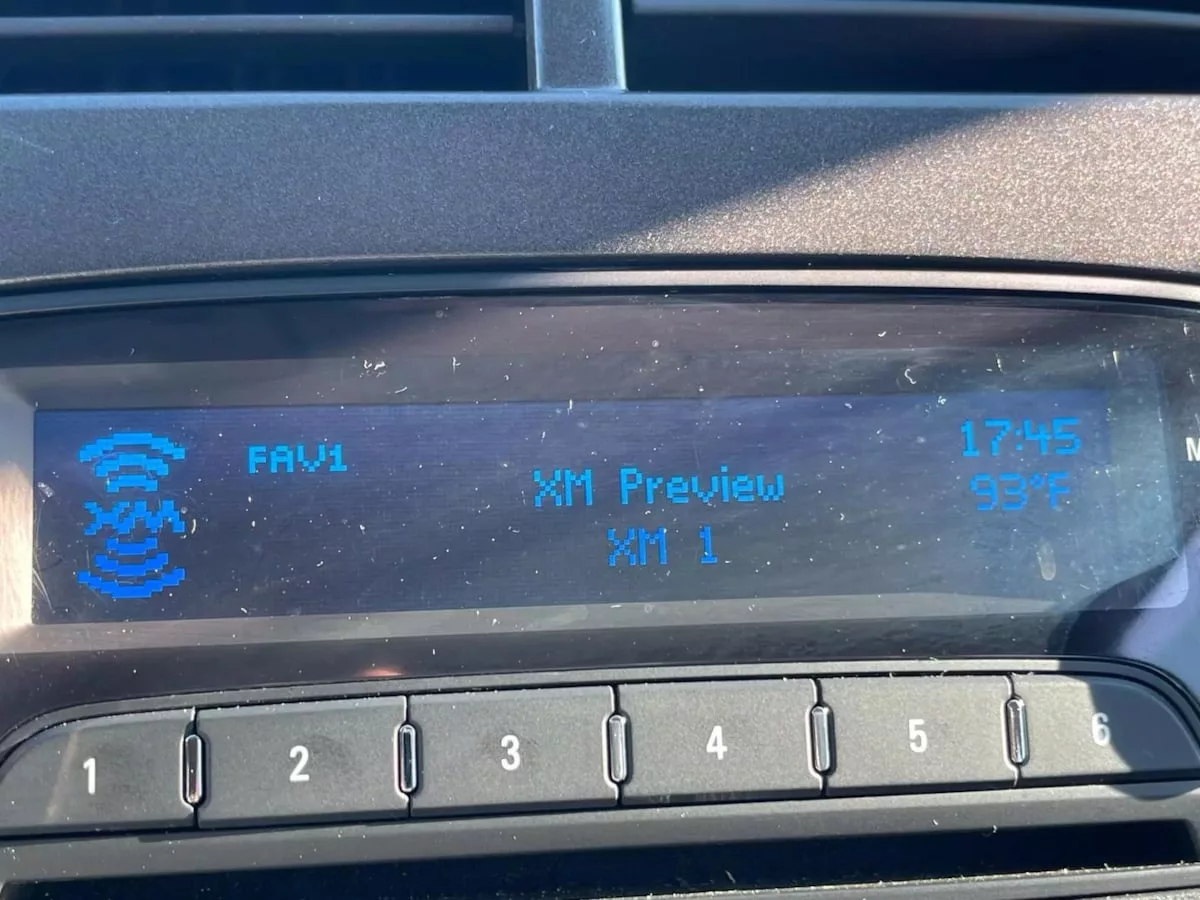 XM
FAV1
XM Preview
XM 1
17:45
93°F
M
1 2 3 4 5 6